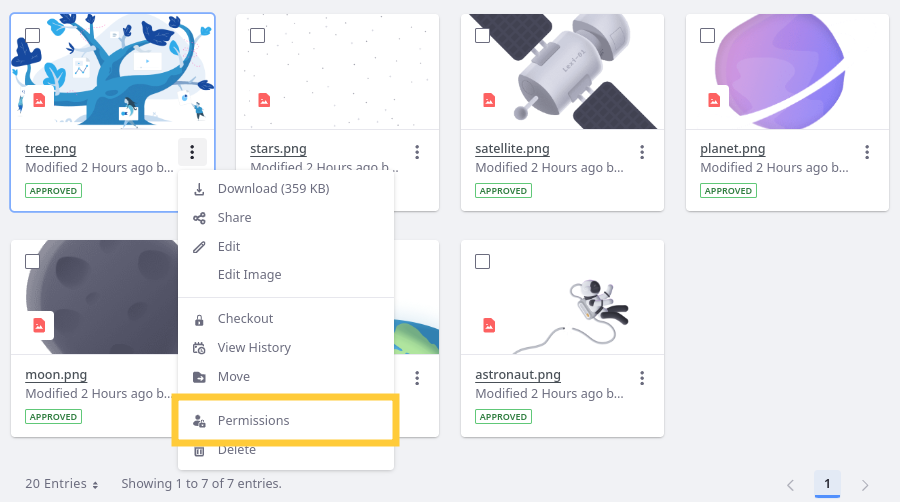 tree.png
Modified 2 Hours ago b...
APPROVED
stars.png
Modified 2 Hours ago b...
satellite.png
Modified 2 Hours ago b...
APPROVED
planet.png
Modified 2 Hours ago b...
APPROVED
Download (359 KB)
Share
Edit
Edit Image
Checkout
View History
Move
Permissions
Delete
moon.png
Modified 2 Hours ago b...
APPROVED
astronaut.png
Modified 2 Hours ago b...
APPROVED
20 Entries
Showing 1 to 7 of 7 entries.
1